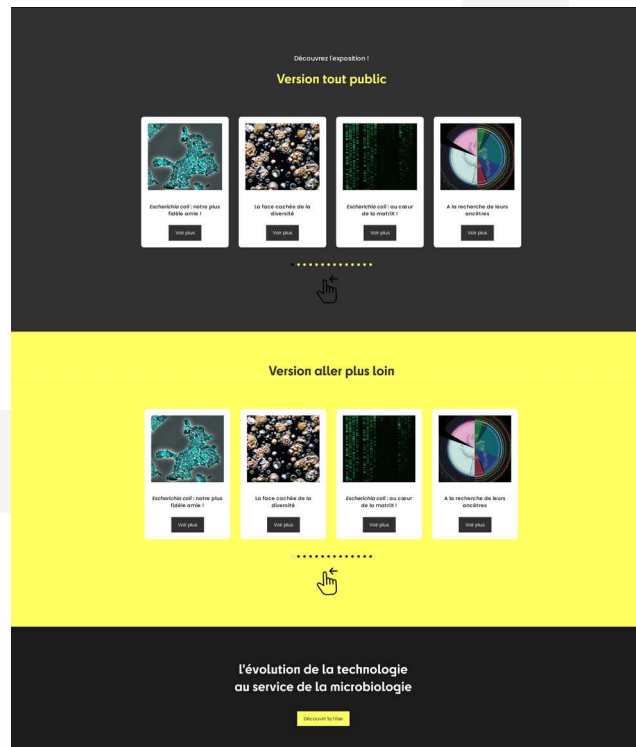 Découvrez l'exposition !
Version tout public
Escherichia coli : notre plus
fidèle amie !
Voir plus
La face cachée de la
diversité
Voir plus
Escherichia coli : au cœur
de la matriX !
Voir plus
A la recherche de leurs
ancêtres
Voir plus
Version aller plus loin
Escherichia coli : notre plus
fidèle amie !
Voir plus
La face cachée de la
diversité
Voir plus
Escherichia coli : au cœur
de la matriX !
Voir plus
A la recherche de leurs
ancêtres
Voir plus
l'évolution de la technologie
au service de la microbiologie
Découvrir la frise